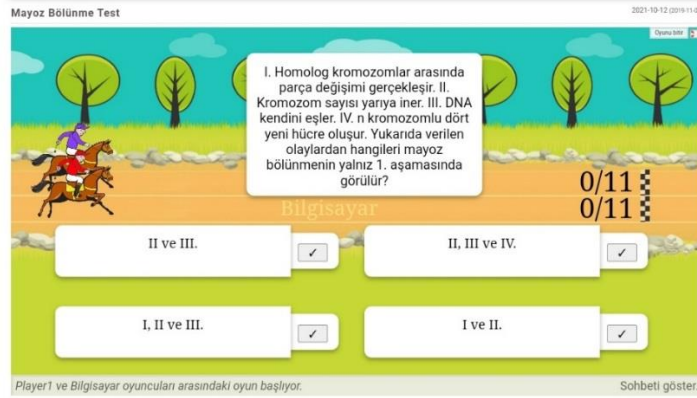 Mayoz Bölünme Test
2021-10-12
Oyunu bitir
I. Homolog kromozomlar arasında
parça değişimi gerçekleşir. II.
Kromozom sayısı yarıya iner. III. DNA
kendini eşler. IV. n kromozomlu dört
yeni hücre oluşur. Yukarıda verilen
olaylardan hangileri mayoz
bölünmenin yalnız 1. aşamasında
görülür?
0/11
0/11
Bilgisayar
II ve III.
II, III ve IV.
I, II ve III.
I ve II.
Player1 ve Bilgisayar oyuncuları arasındaki oyun başlıyor.
Sohbeti göster